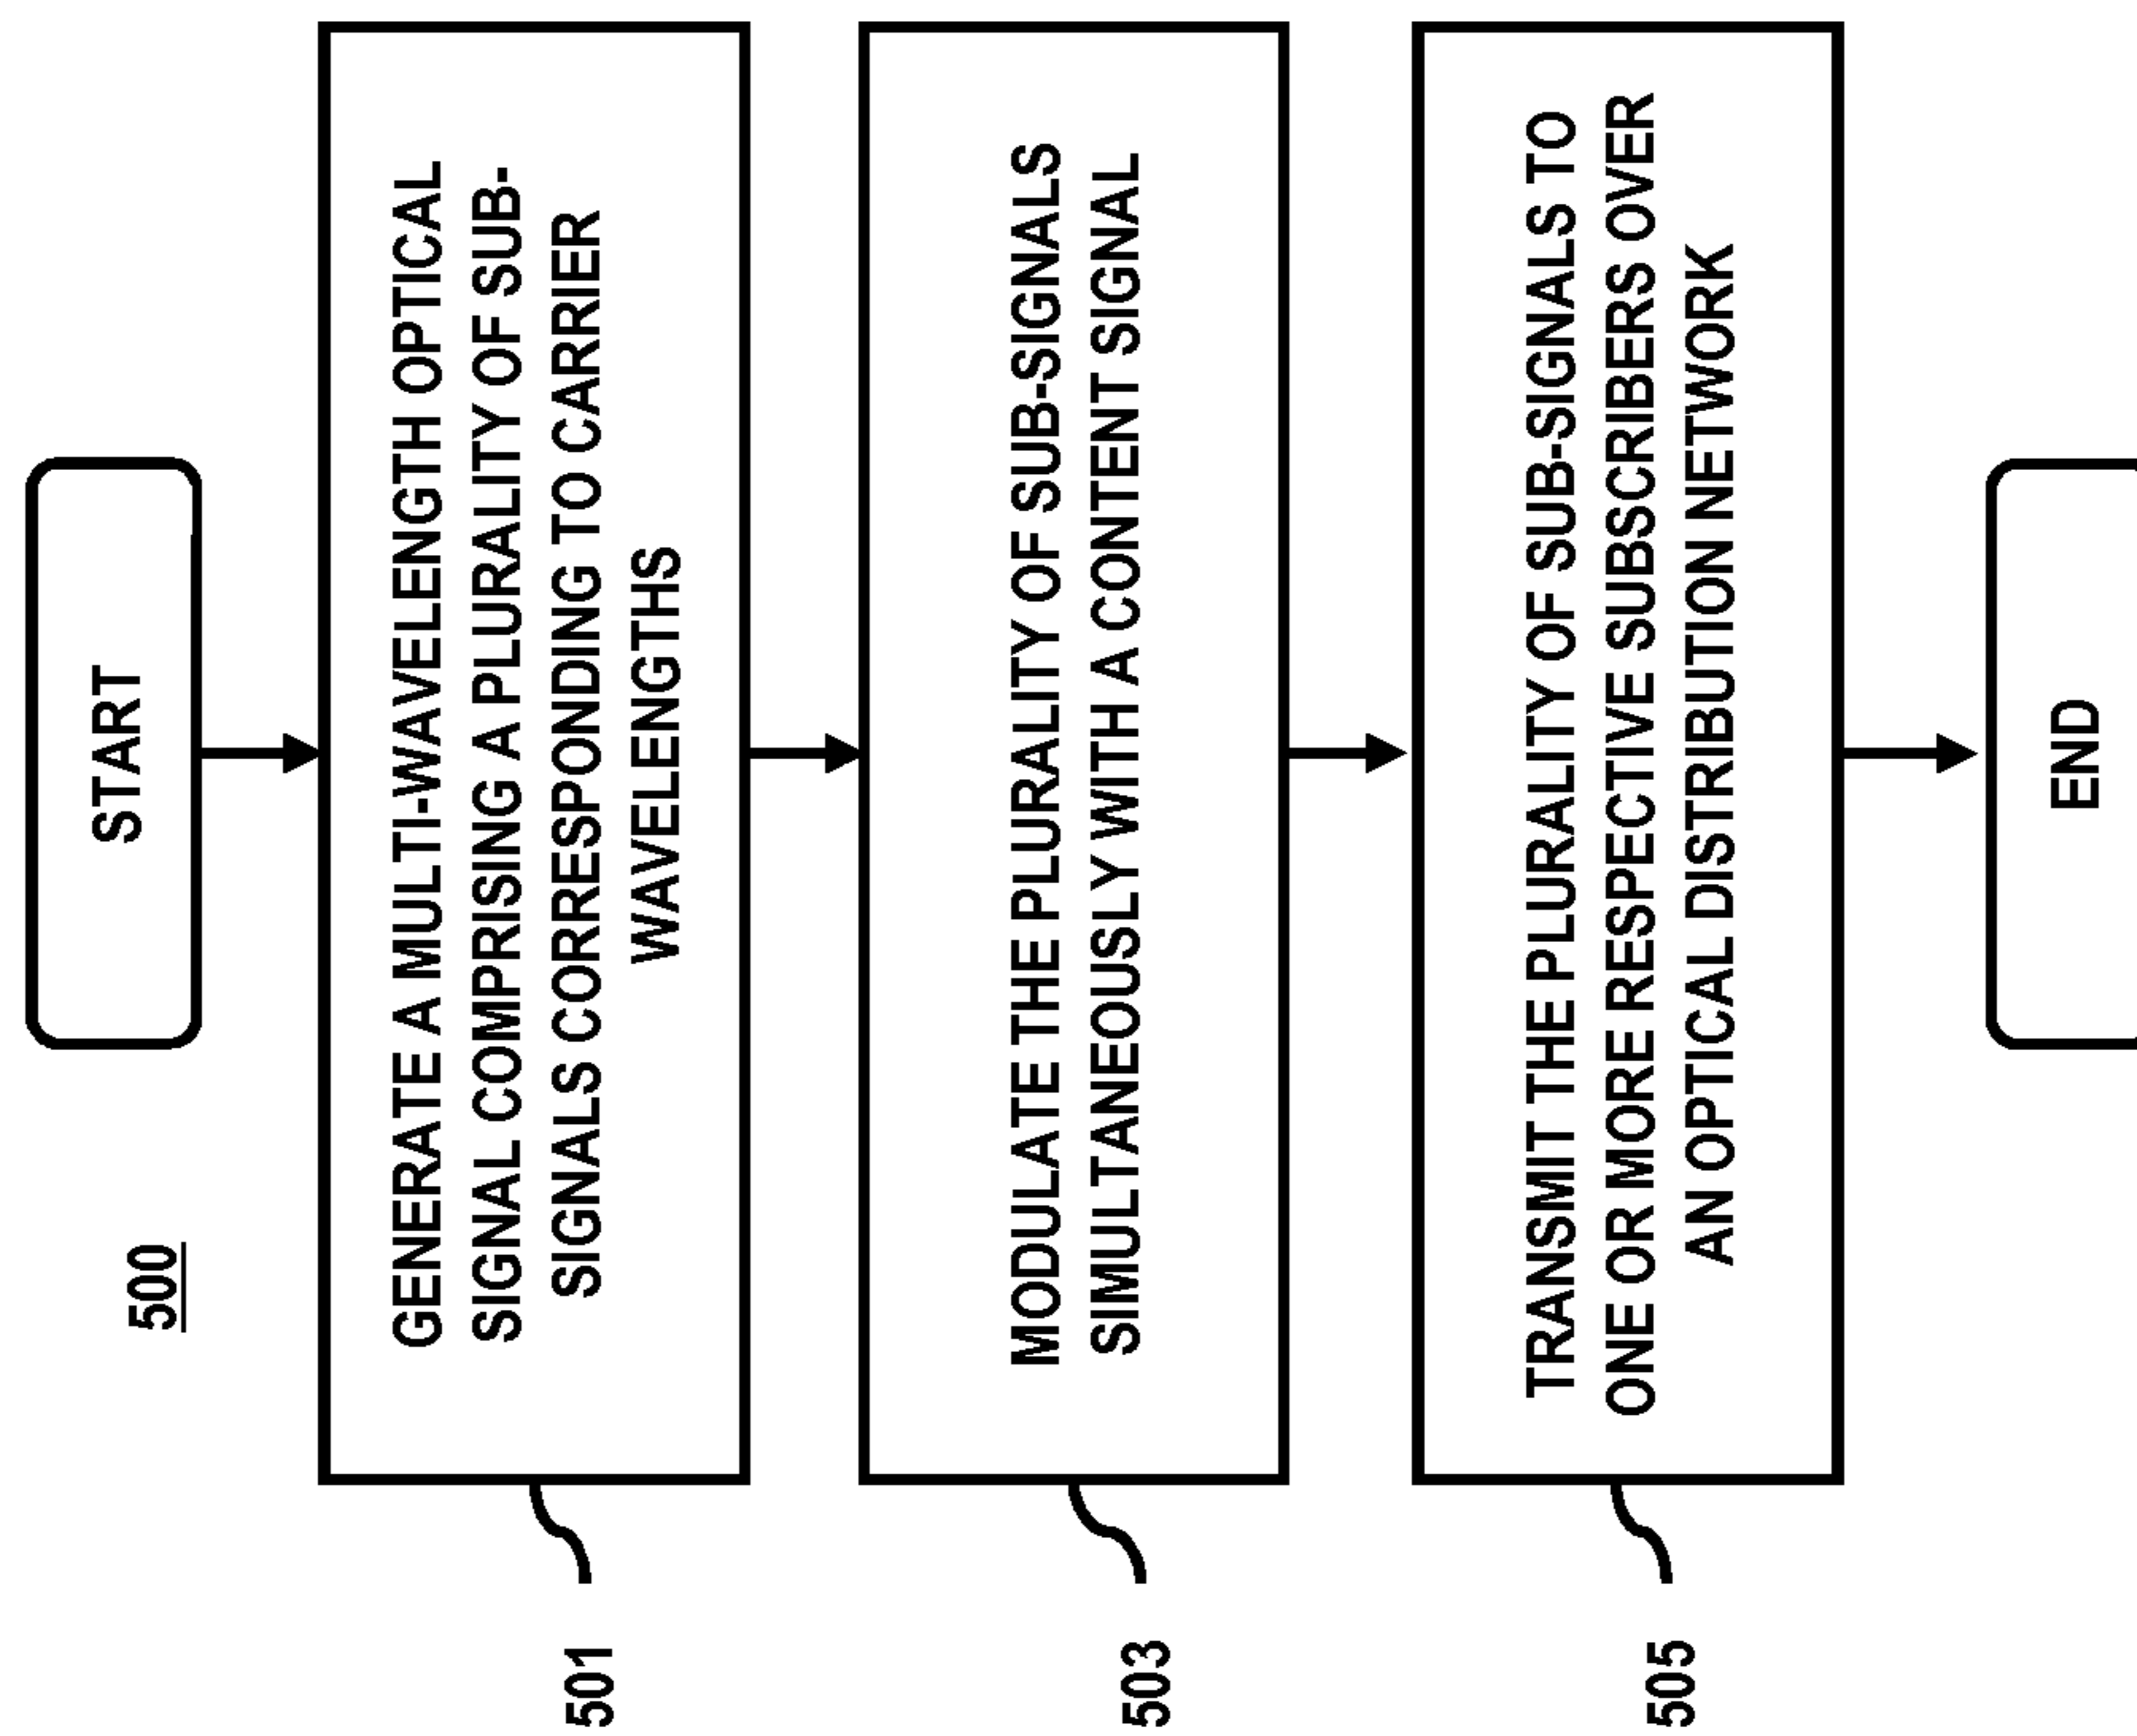 500
START
GENERATE A MULTI-WAVELENGTH OPTICAL
SIGNAL COMPRISING A PLURALITY OF SUB-
SIGNALS CORRESPONDING TO CARRIER
WAVELENGTHS
501
MODULATE THE PLURALITY OF SUB-SIGNALS
SIMULTANEOUSLY WITH A CONTENT SIGNAL
503
TRANSMIT THE PLURALITY OF SUB-SIGNALS TO
ONE OR MORE RESPECTIVE SUBSCRIBERS OVER
AN OPTICAL DISTRIBUTION NETWORK
505
END